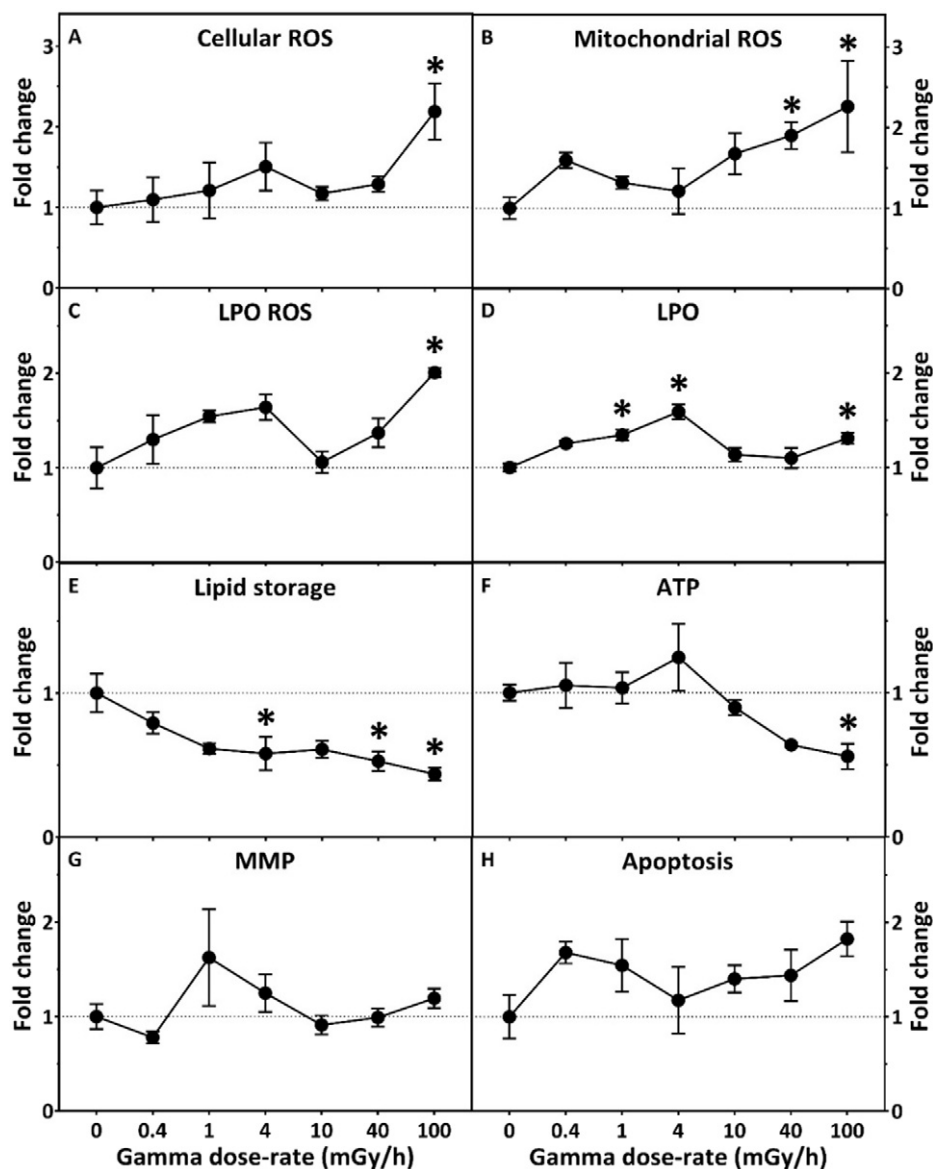 A Cellular ROS
B Mitochondrial ROS
3
2
1
0
Fold change
*
* *
3
2
1
0
Fold change
C LPO ROS
D LPO
2
1
0
Fold change
*
* * *
2
1
0
Fold change
E Lipid storage
F ATP
1
0
Fold change
* * *
*
1
0
Fold change
G MMP
H Apoptosis
2
1
0
Fold change
2
1
0
Fold change
0 0.4 1 4 10 40 100
0 0.4 1 4 10 40 100
Gamma dose-rate (mGy/h)
Gamma dose-rate (mGy/h)